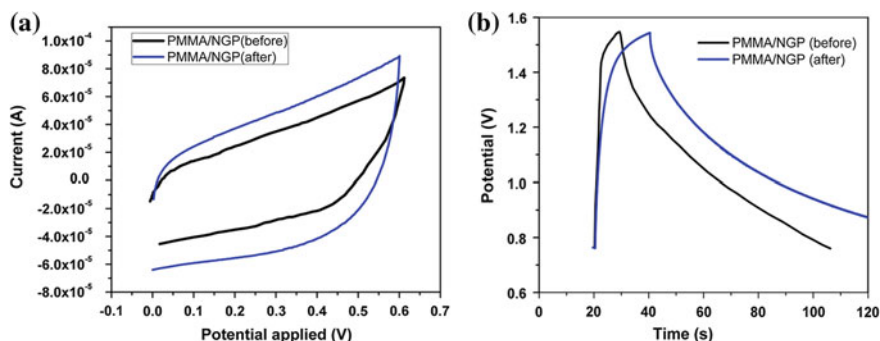 (a)
1.0x10⁻⁴
8.0x10⁻⁵
6.0x10⁻⁵
4.0x10⁻⁵
2.0x10⁻⁵
0.0
-2.0x10⁻⁵
-4.0x10⁻⁵
-6.0x10⁻⁵
-8.0x10⁻⁵
Current (A)
PMMA/NGP(before)
PMMA/NGP(after)
-0.1 0.0 0.1 0.2 0.3 0.4 0.5 0.6 0.7
Potential applied (V)
(b)
1.6
1.4
1.2
1.0
0.8
0.6
Potential (V)
PMMA/NGP (before)
PMMA/NGP (after)
0 20 40 60 80 100 120
Time (s)